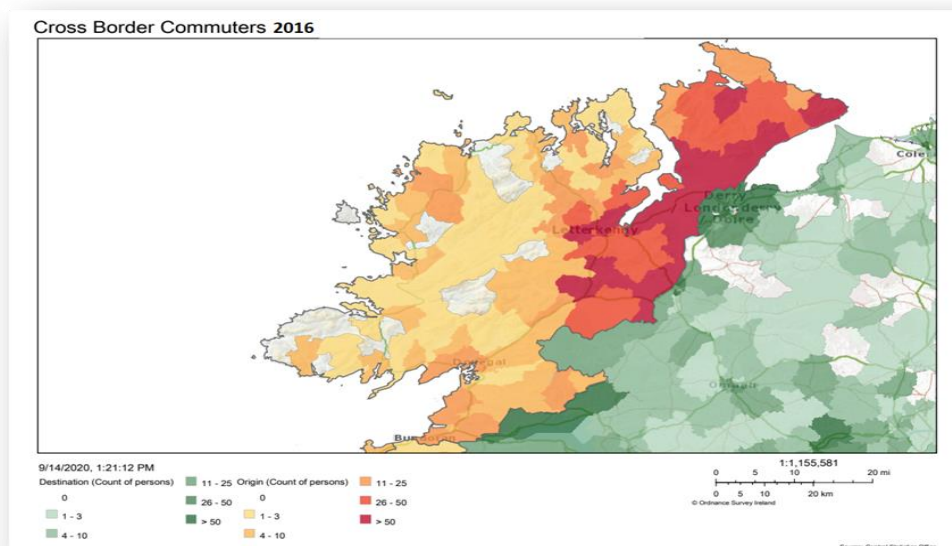 Cross Border Commuters 2016
Cole
Derry
Londonderry
/ Doire
Letterkenny
Donegal
Omagh
Bundoran
9/14/2020, 1:21:12 PM
1:1,155,581
Destination (Count of persons)
0
1 - 3
4 - 10
11 - 25
26 - 50
> 50
Origin (Count of persons)
0
1 - 3
4 - 10
11 - 25
26 - 50
> 50
0 5 10 20 mi
0 5 10 20 km
© Ordnance Survey Ireland